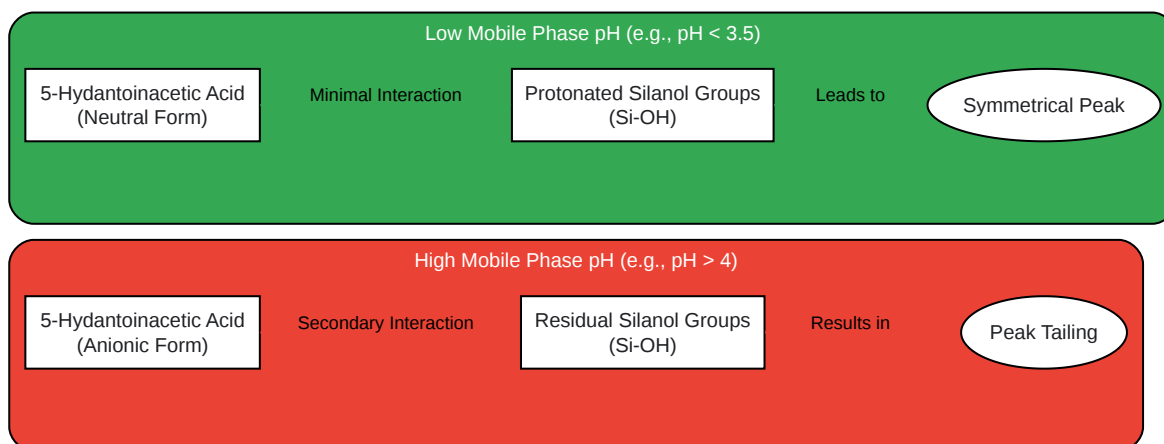 Low Mobile Phase pH (e.g., pH < 3.5)
5-Hydantoinacetic Acid
(Neutral Form)
Minimal Interaction
Protonated Silanol Groups
(Si-OH)
Leads to
Symmetrical Peak
High Mobile Phase pH (e.g., pH > 4)
5-Hydantoinacetic Acid
(Anionic Form)
Secondary Interaction
Residual Silanol Groups
(Si-OH)
Results in
Peak Tailing